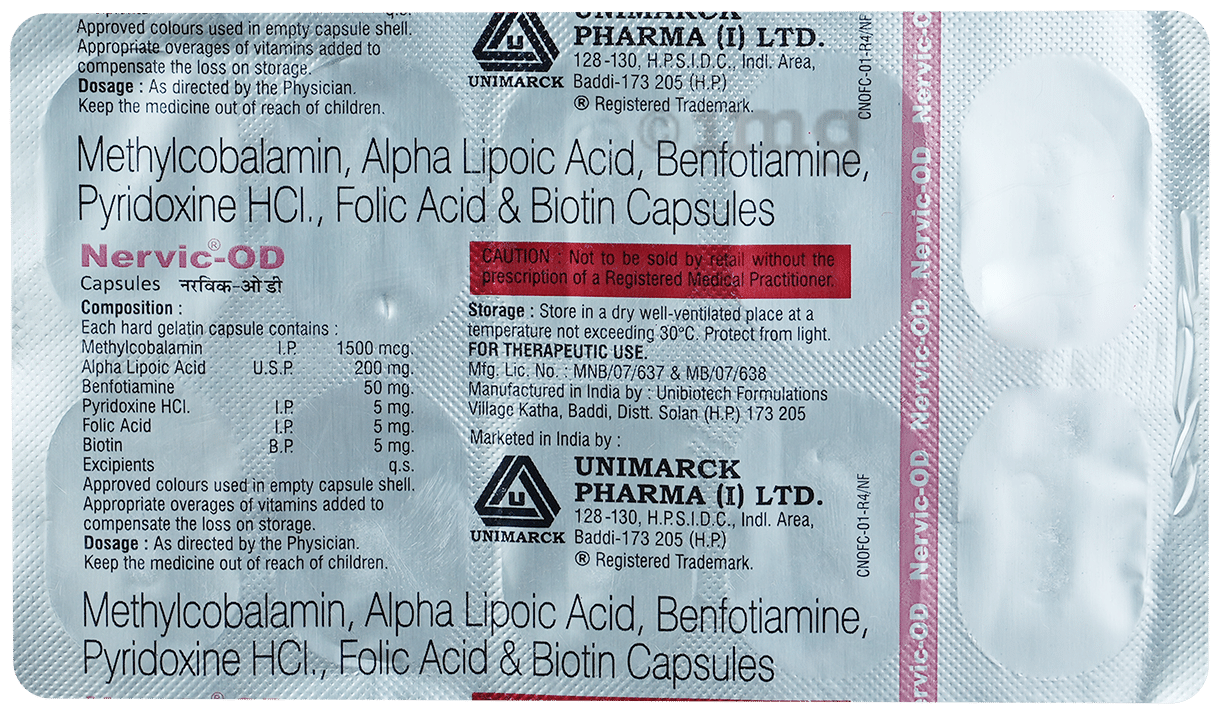 q.s.
Approved colours used in empty capsule shell.
Appropriate overages of vitamins added to
compensate the loss on storage.
Dosage : As directed by the Physician.
Keep the medicine out of reach of children.
UNIMARCK
UNIMARCK
PHARMA (I) LTD.
128-130, H.P.S.I.D.C., Indl. Area,
Baddi-173 205 (H.P.)
® Registered Trademark.
CNOFC-01-R4/NF
1mg
Methylcobalamin, Alpha Lipoic Acid, Benfotiamine,
Pyridoxine HCl., Folic Acid & Biotin Capsules
Nervic®-OD
Capsules नरविक-ओ डी
Composition :
Each hard gelatin capsule contains :
Methylcobalamin I.P. 1500 mcg.
Alpha Lipoic Acid U.S.P. 200 mg.
Benfotiamine 50 mg.
Pyridoxine HCl. I.P. 5 mg.
Folic Acid I.P. 5 mg.
Biotin B.P. 5 mg.
Excipients q.s.
Approved colours used in empty capsule shell.
Appropriate overages of vitamins added to
compensate the loss on storage.
Dosage : As directed by the Physician.
Keep the medicine out of reach of children.
CAUTION : Not to be sold by retail without the
prescription of a Registered Medical Practitioner.
Storage : Store in a dry well-ventilated place at a
temperature not exceeding 30°C. Protect from light.
FOR THERAPEUTIC USE.
Mfg. Lic. No. : MNB/07/637 & MB/07/638
Manufactured in India by : Unibiotech Formulations
Village Katha, Baddi, Distt. Solan (H.P.) 173 205
Marketed in India by :
UNIMARCK
UNIMARCK
PHARMA (I) LTD.
128-130, H.P.S.I.D.C., Indl. Area,
Baddi-173 205 (H.P.)
® Registered Trademark.
CNOFC-01-R4/NF
Methylcobalamin, Alpha Lipoic Acid, Benfotiamine,
Pyridoxine HCl., Folic Acid & Biotin Capsules
Nervic-OD Nervic-OD Nervic-OD Nervic-OD Nervic-OD